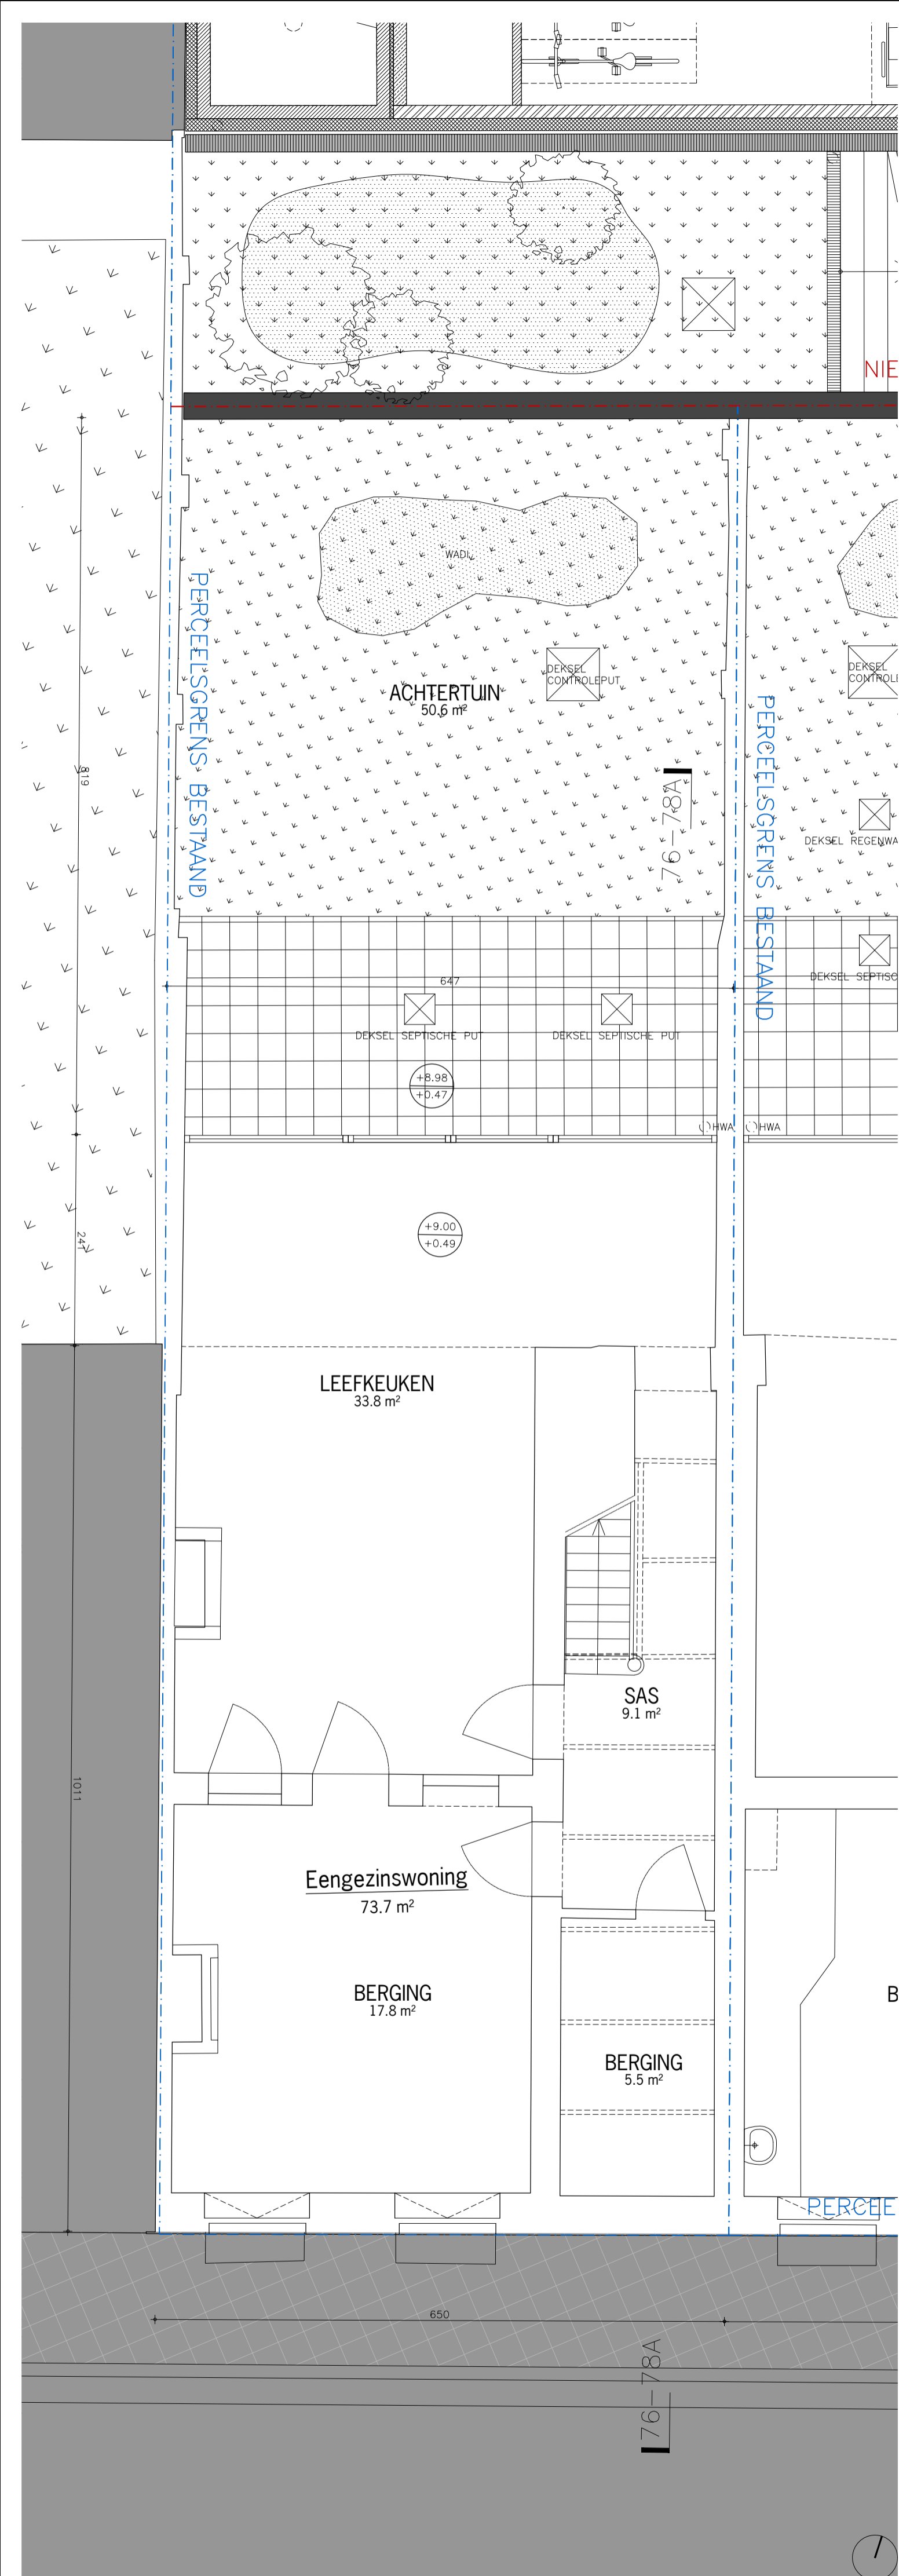 NIE
WADI
PERCEELSGRENS BESTAAND
DEKSEL
CONTROLEPUT
DEKSEL
CONTROLE
ACHTERTUIN
50.6 m²
PERCEELSGRENS BESTAAND
819
76-78A
DEKSEL REGENWA
DEKSEL SEPTISC
647
DEKSEL SEPTISCHE PUT
DEKSEL SEPTISCHE PUT
+8.98
+0.47
HWA
HWA
+9.00
+0.49
241
LEEFKEUKEN
33.8 m²
SAS
9.1 m²
1011
Eengezinswoning
73.7 m²
BERGING
17.8 m²
B
BERGING
5.5 m²
PERCEE
650
76-78A